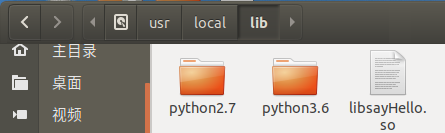 usr local lib
主目录
桌面
视频
python2.7 python3.6 libsayHello.
so